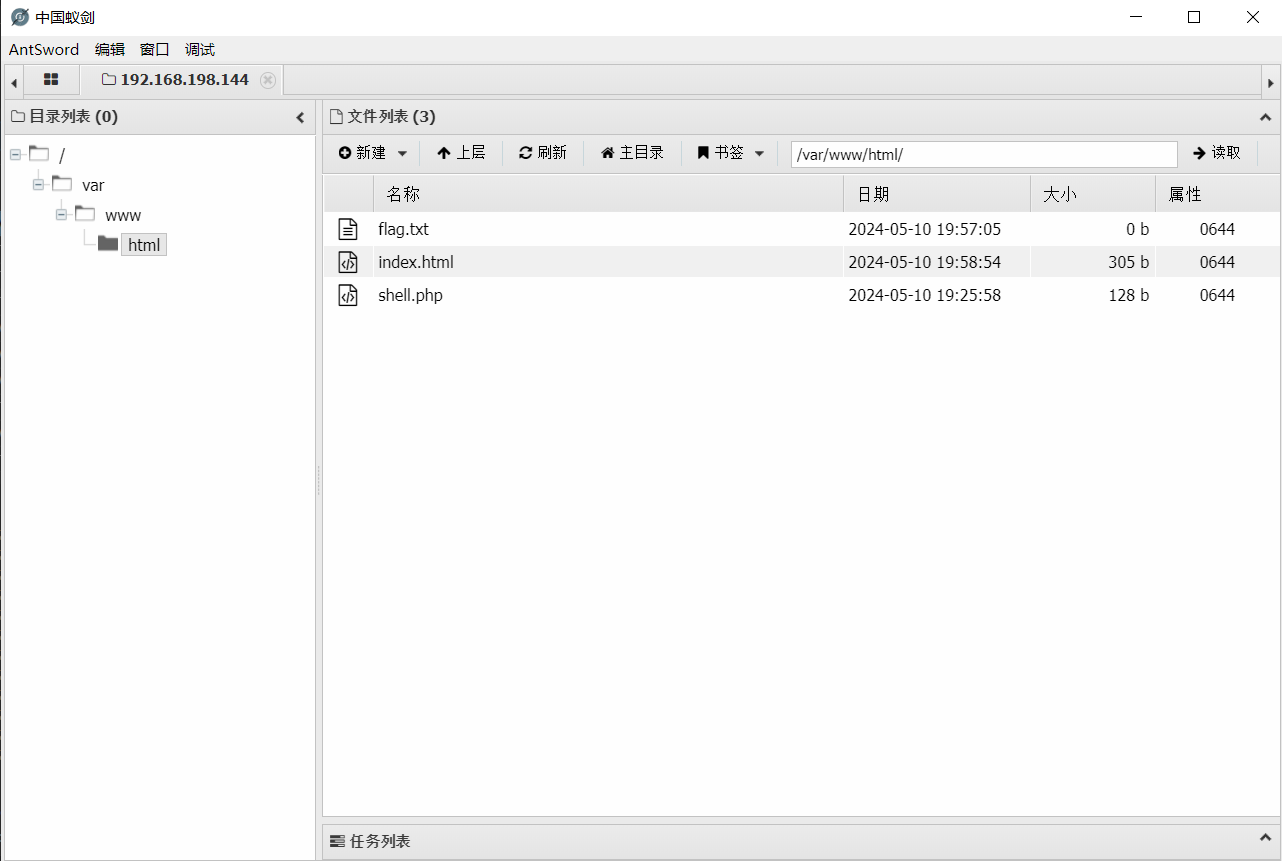 中国蚁剑
AntSword 编辑 窗口 调试
192.168.198.144
目录列表 (0)
/
var
www
html
文件列表 (3)
新建 上层 刷新 主目录 书签 /var/www/html/ 读取
名称 日期 大小 属性
flag.txt 2024-05-10 19:57:05 0 b 0644
index.html 2024-05-10 19:58:54 305 b 0644
shell.php 2024-05-10 19:25:58 128 b 0644
任务列表